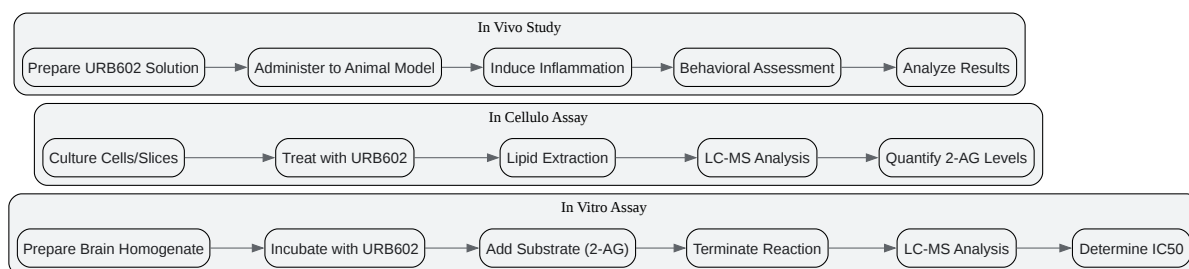 In Vivo Study
Prepare URB602 Solution
Administer to Animal Model
Induce Inflammation
Behavioral Assessment
Analyze Results
In Cellulo Assay
Culture Cells/Slices
Treat with URB602
Lipid Extraction
LC-MS Analysis
Quantify 2-AG Levels
In Vitro Assay
Prepare Brain Homogenate
Incubate with URB602
Add Substrate (2-AG)
Terminate Reaction
LC-MS Analysis
Determine IC50